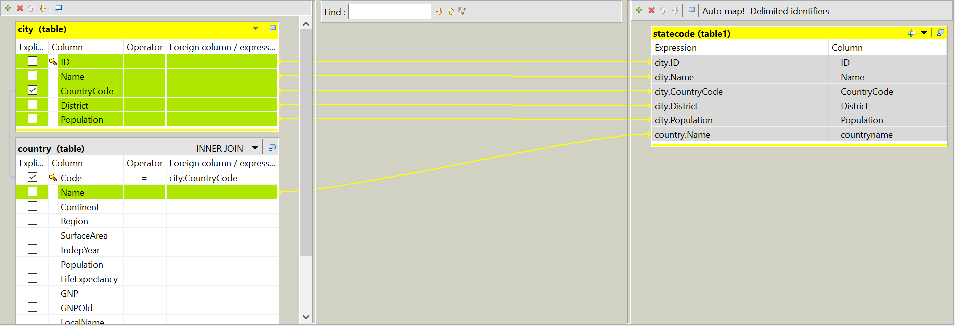 Find :
Auto map! Delimited identifiers
city (table)
Expli... Column Operator Foreign column / express...
ID
Name
CountryCode
District
Population
country (table) INNER JOIN
Expli... Column Operator Foreign column / express...
Code = city.CountryCode
Name
Continent
Region
SurfaceArea
IndepYear
Population
LifeExpectancy
GNP
GNPOld
LocalName
statecode (table1)
Expression Column
city.ID ID
city.Name Name
city.CountryCode CountryCode
city.District District
city.Population Population
country.Name countryname